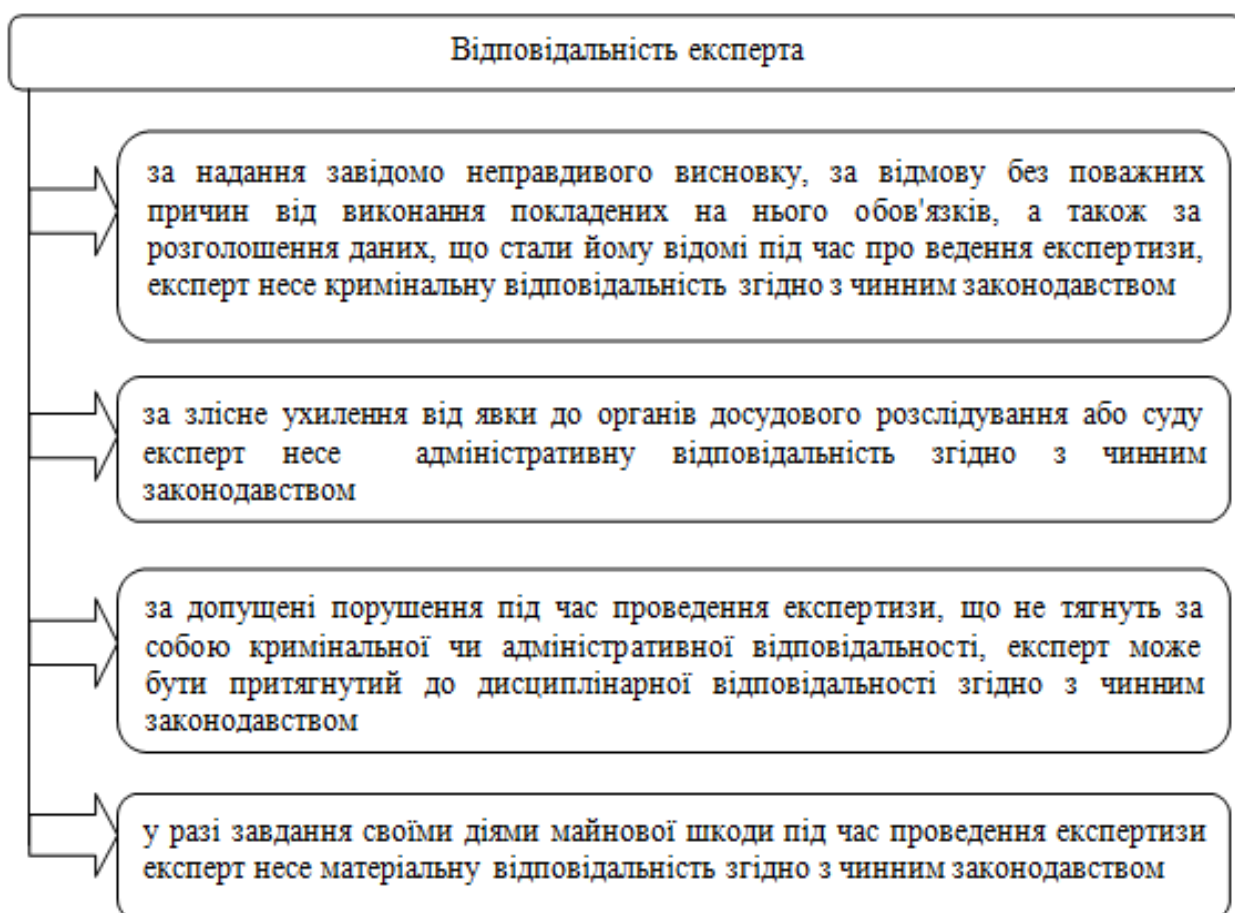 Відповідальність експерта
за надання завідомо неправдивого висновку, за відмову без поважних
причин від виконання покладених на нього обов'язків, а також за
розголошення даних, що стали йому відомі під час про ведення експертизи,
експерт несе кримінальну відповідальність згідно з чинним законодавством
за злісне ухилення від явки до органів досудового розслідування або суду
експерт несе адміністративну відповідальність згідно з чинним
законодавством
за допущені порушення під час проведення експертизи, що не тягнуть за
собою кримінальної чи адміністративної відповідальності, експерт може
бути притягнутий до дисциплінарної відповідальності згідно з чинним
законодавством
у разі завдання своїми діями майнової шкоди під час проведення експертизи
експерт несе матеріальну відповідальність згідно з чинним законодавством